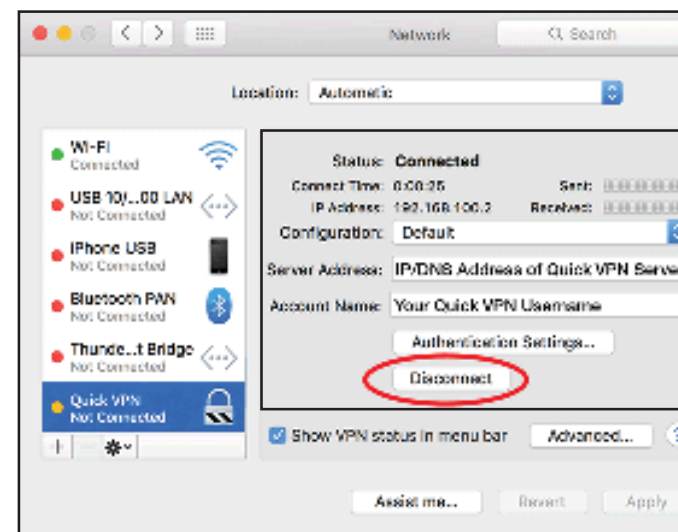 Network
Search
Location: Automatic
Wi-Fi
Connected
USB 10/...00 LAN
Not Connected
iPhone USB
Not Connected
Bluetooth PAN
Not Connected
Thunde...t Bridge
Not Connected
Quick VPN
Not Connected
Status: Connected
Connect Time: 0:00:25 Sent:
IP Address: 192.168.100.2 Received:
Configuration: Default
Server Address: IP/DNS Address of Quick VPN Server
Account Name: Your Quick VPN Username
Authentication Settings...
Disconnect
Show VPN status in menu bar Advanced... ?
Assist me... Revert Apply